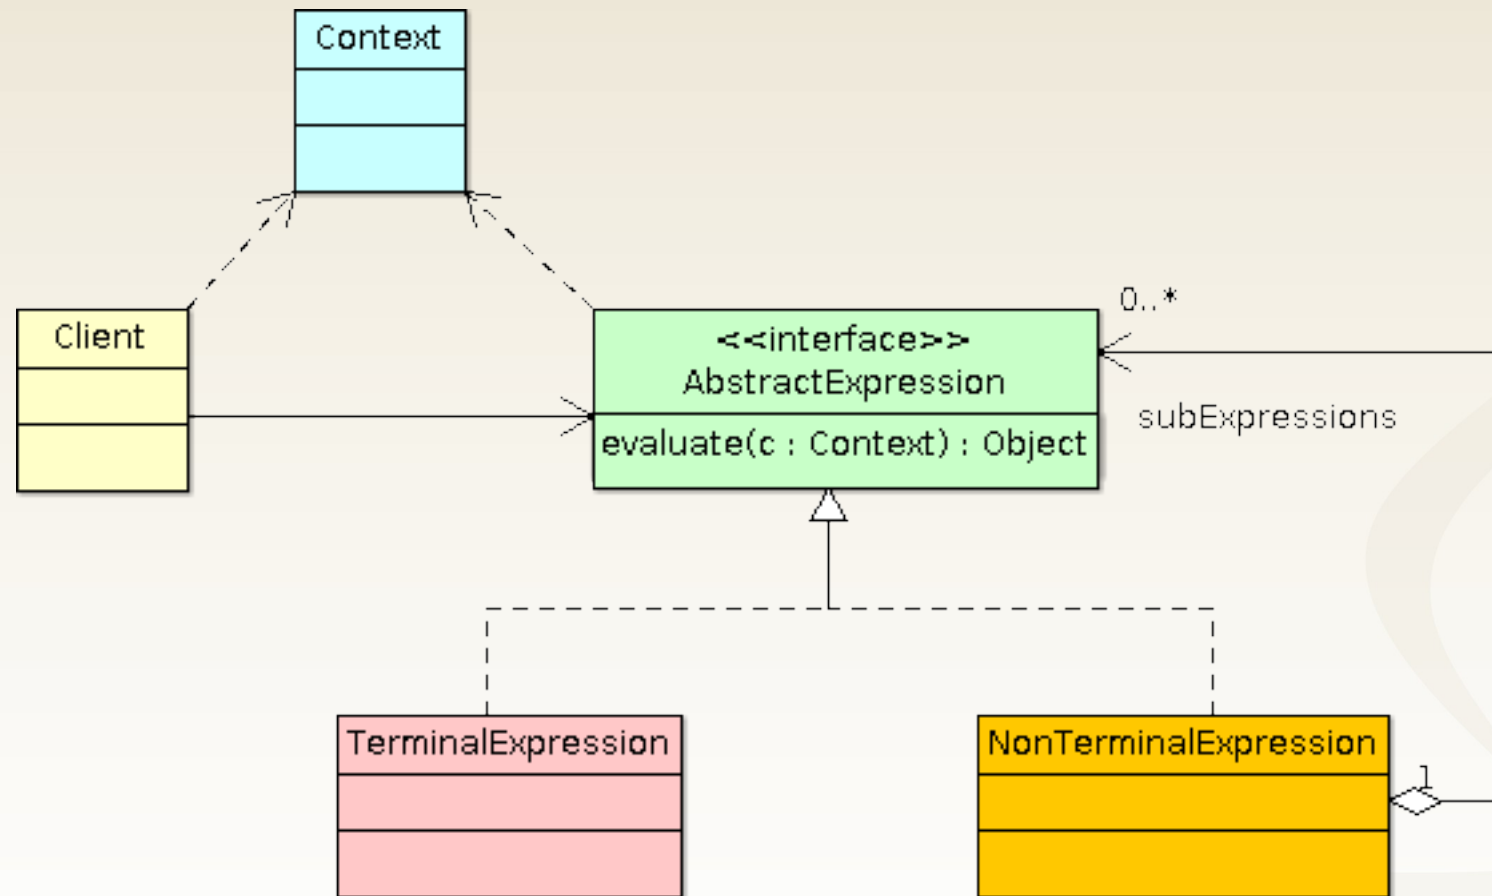 Context
Client
0..*
<<interface>>
AbstractExpression
evaluate(c : Context) : Object
subExpressions
TerminalExpression
NonTerminalExpression
1